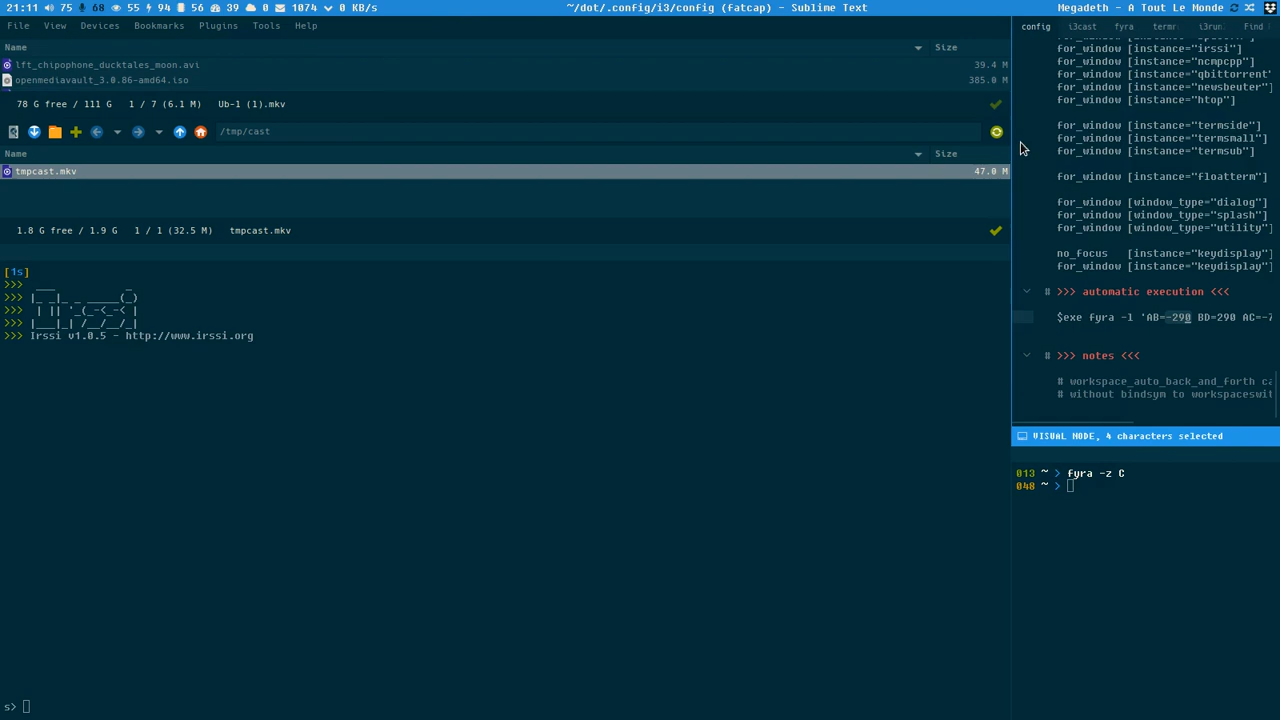 21:11 75 68 55 94 56 39 0 1074 0 KB/s ~/dot/.config/i3/config (fatcap) - Sublime Text Megadeth - A Tout Le Monde
File View Devices Bookmarks Plugins Tools Help
Name Size
lft_chipophone_ducktales_moon.avi 39.4 M
openmediavault_3.0.86-amd64.iso 385.0 M
78 G free / 111 G 1 / 7 (6.1 M) Ub-1 (1).mkv
/tmp/cast
Name Size
tmpcast.mkv 47.0 M
1.8 G free / 1.9 G 1 / 1 (32.5 M) tmpcast.mkv
[1s]
>>>  ___           _
>>> |_ _|_ _ _____(_)
>>>  | || '_(_-<_-< |
>>> |___|_| /__/__/_|
>>> Irssi v1.0.5 - http://www.irssi.org
s>
config i3cast fyra term i3run Find
for_window [instance="irssi"]
for_window [instance="ncmpcpp"]
for_window [instance="qbittorrent"
for_window [instance="newsbeuter"]
for_window [instance="htop"]
for_window [instance="termside"]
for_window [instance="termsmall"]
for_window [instance="termsub"]
for_window [instance="floatterm"]
for_window [window_type="dialog"]
for_window [window_type="splash"]
for_window [window_type="utility"]
no_focus [instance="keydisplay"]
for_window [instance="keydisplay"]
# >>> automatic execution <<<
$exe fyra -l 'AB=-290 BD=290 AC=-7
# >>> notes <<<
# workspace_auto_back_and_forth ca
# without bindsym to workspaceswit
VISUAL MODE, 4 characters selected
013 ~ > fyra -z C
048 ~ >